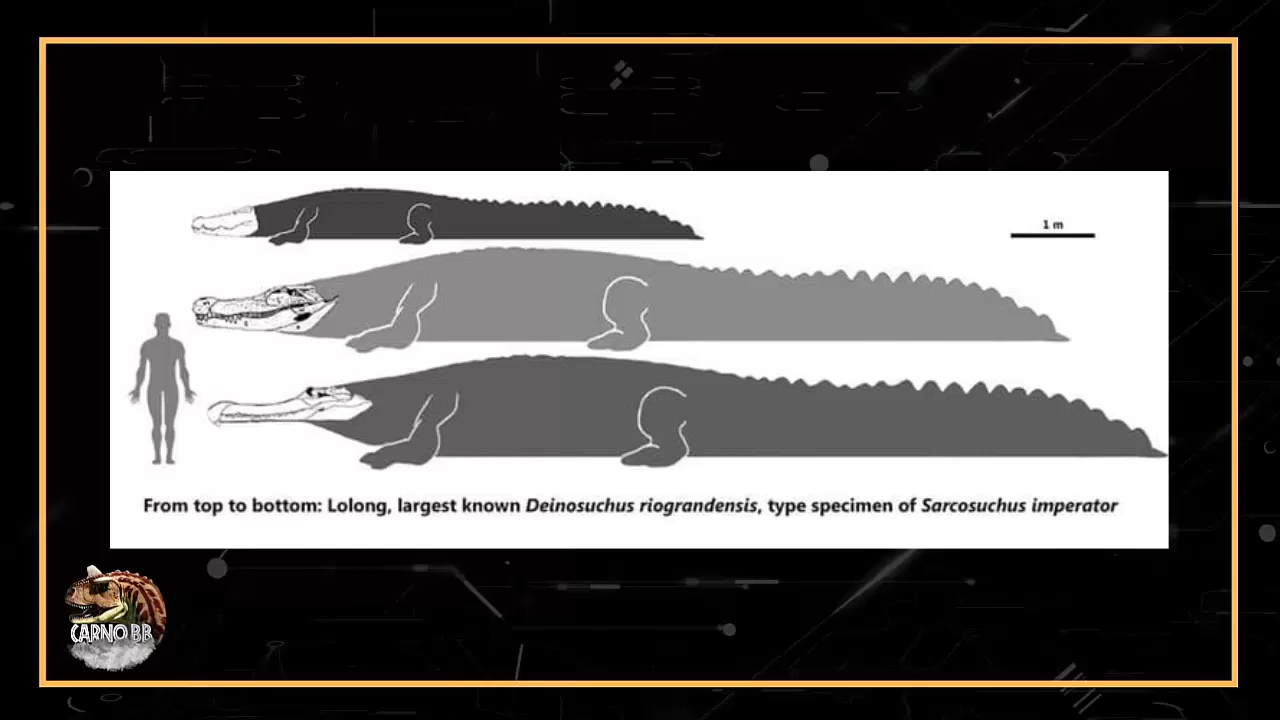 1 m
From top to bottom: Lolong, largest known Deinosuchus riograndensis, type specimen of Sarcosuchus imperator
CARNO BB